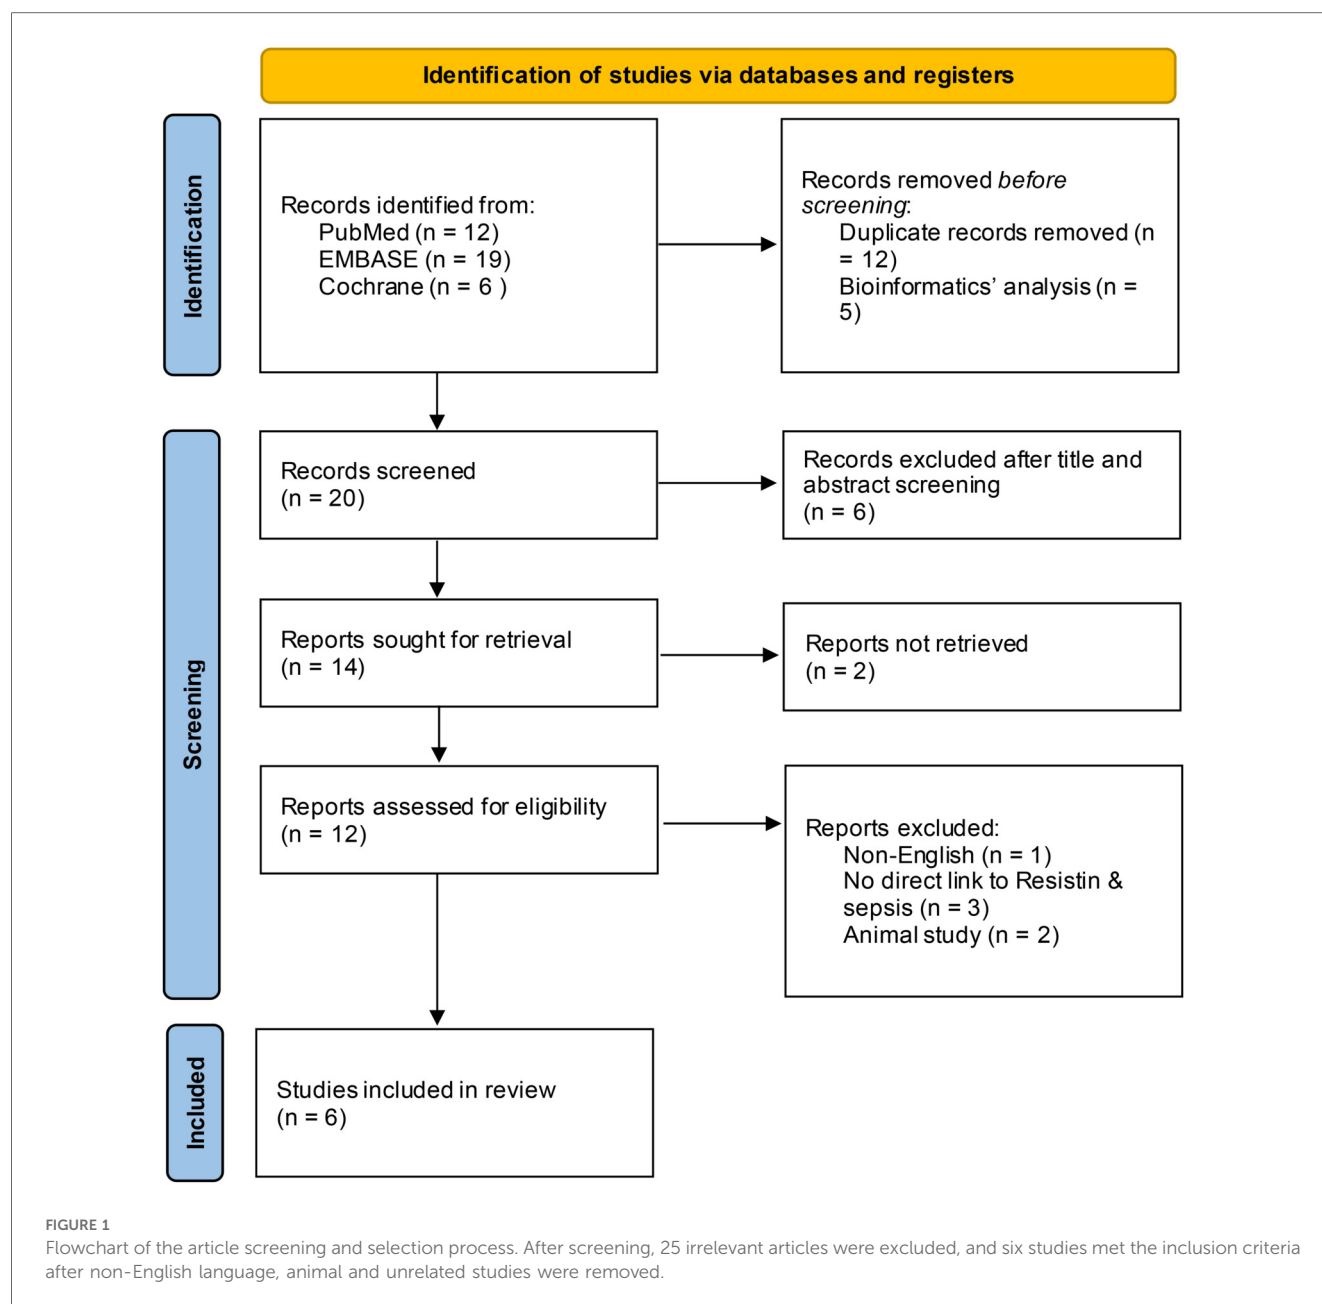 Identification of studies via databases and registers
Identification
Records identified from:
PubMed (n = 12)
EMBASE (n = 19)
Cochrane (n = 6 )
Records removed before
screening:
Duplicate records removed (n
= 12)
Bioinformatics’ analysis (n =
5)
Screening
Records screened
(n = 20)
Records excluded after title and
abstract screening
(n = 6)
Reports sought for retrieval
(n = 14)
Reports not retrieved
(n = 2)
Reports assessed for eligibility
(n = 12)
Reports excluded:
Non-English (n = 1)
No direct link to Resistin &
sepsis (n = 3)
Animal study (n = 2)
Included
Studies included in review
(n = 6)
FIGURE 1
Flowchart of the article screening and selection process. After screening, 25 irrelevant articles were excluded, and six studies met the inclusion criteria
after non-English language, animal and unrelated studies were removed.